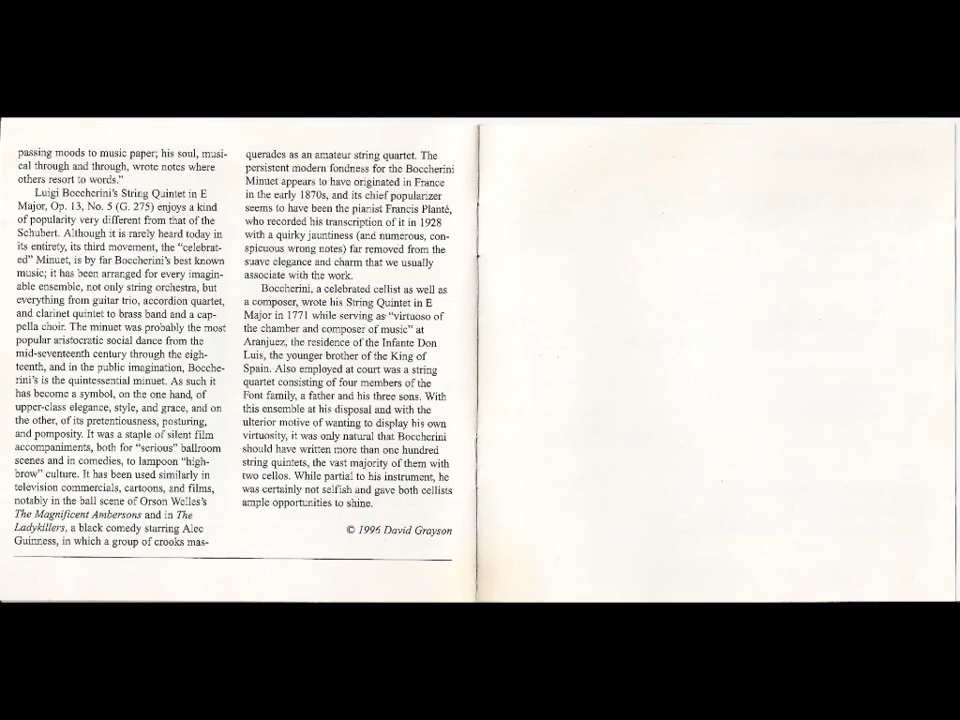 passing moods to music paper; his soul, musi-
cal through and through, wrote notes where
others resort to words."
Luigi Boccherini's String Quintet in E
Major, Op. 13, No. 5 (G. 275) enjoys a kind
of popularity very different from that of the
Schubert. Although it is rarely heard today in
its entirety, its third movement, the "celebrat-
ed" Minuet, is by far Boccherini's best known
music; it has been arranged for every imagin-
able ensemble, not only string orchestra, but
everything from guitar trio, accordion quartet,
and clarinet quintet to brass band and a cap-
pella choir. The minuet was probably the most
popular aristocratic social dance from the
mid-seventeenth century through the eigh-
teenth, and in the public imagination, Bocche-
rini's is the quintessential minuet. As such it
has become a symbol, on the one hand, of
upper-class elegance, style, and grace, and on
the other, of its pretentiousness, posturing,
and pomposity. It was a staple of silent film
accompaniments, both for "serious" ballroom
scenes and in comedies, to lampoon "high-
brow" culture. It has been used similarly in
television commercials, cartoons, and films,
notably in the ball scene of Orson Welles's
The Magnificent Ambersons and in The
Ladykillers, a black comedy starring Alec
Guinness, in which a group of crooks mas-
querades as an amateur string quartet. The
persistent modern fondness for the Boccherini
Minuet appears to have originated in France
in the early 1870s, and its chief popularizer
seems to have been the pianist Francis Planté,
who recorded his transcription of it in 1928
with a quirky jauntiness (and numerous, con-
spicuous wrong notes) far removed from the
suave elegance and charm that we usually
associate with the work.
Boccherini, a celebrated cellist as well as
a composer, wrote his String Quintet in E
Major in 1771 while serving as "virtuoso of
the chamber and composer of music" at
Aranjuez, the residence of the Infante Don
Luis, the younger brother of the King of
Spain. Also employed at court was a string
quartet consisting of four members of the
Font family, a father and his three sons. With
this ensemble at his disposal and with the
ulterior motive of wanting to display his own
virtuosity, it was only natural that Boccherini
should have written more than one hundred
string quintets, the vast majority of them with
two cellos. While partial to his instrument, he
was certainly not selfish and gave both cellists
ample opportunities to shine.
© 1996 David Grayson